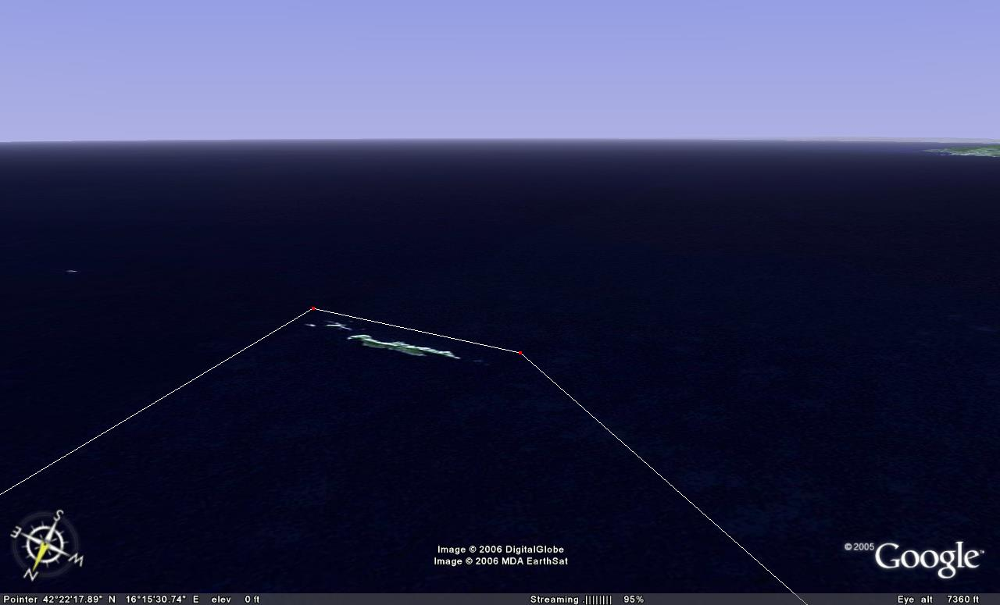 S
E
W
N
Image © 2006 DigitalGlobe
Image © 2006 MDA EarthSat
© 2005 Google™
Pointer 42°22'17.89" N 16°15'30.74" E elev 0 ft Streaming .|||||||| 95% Eye alt 7360 ft